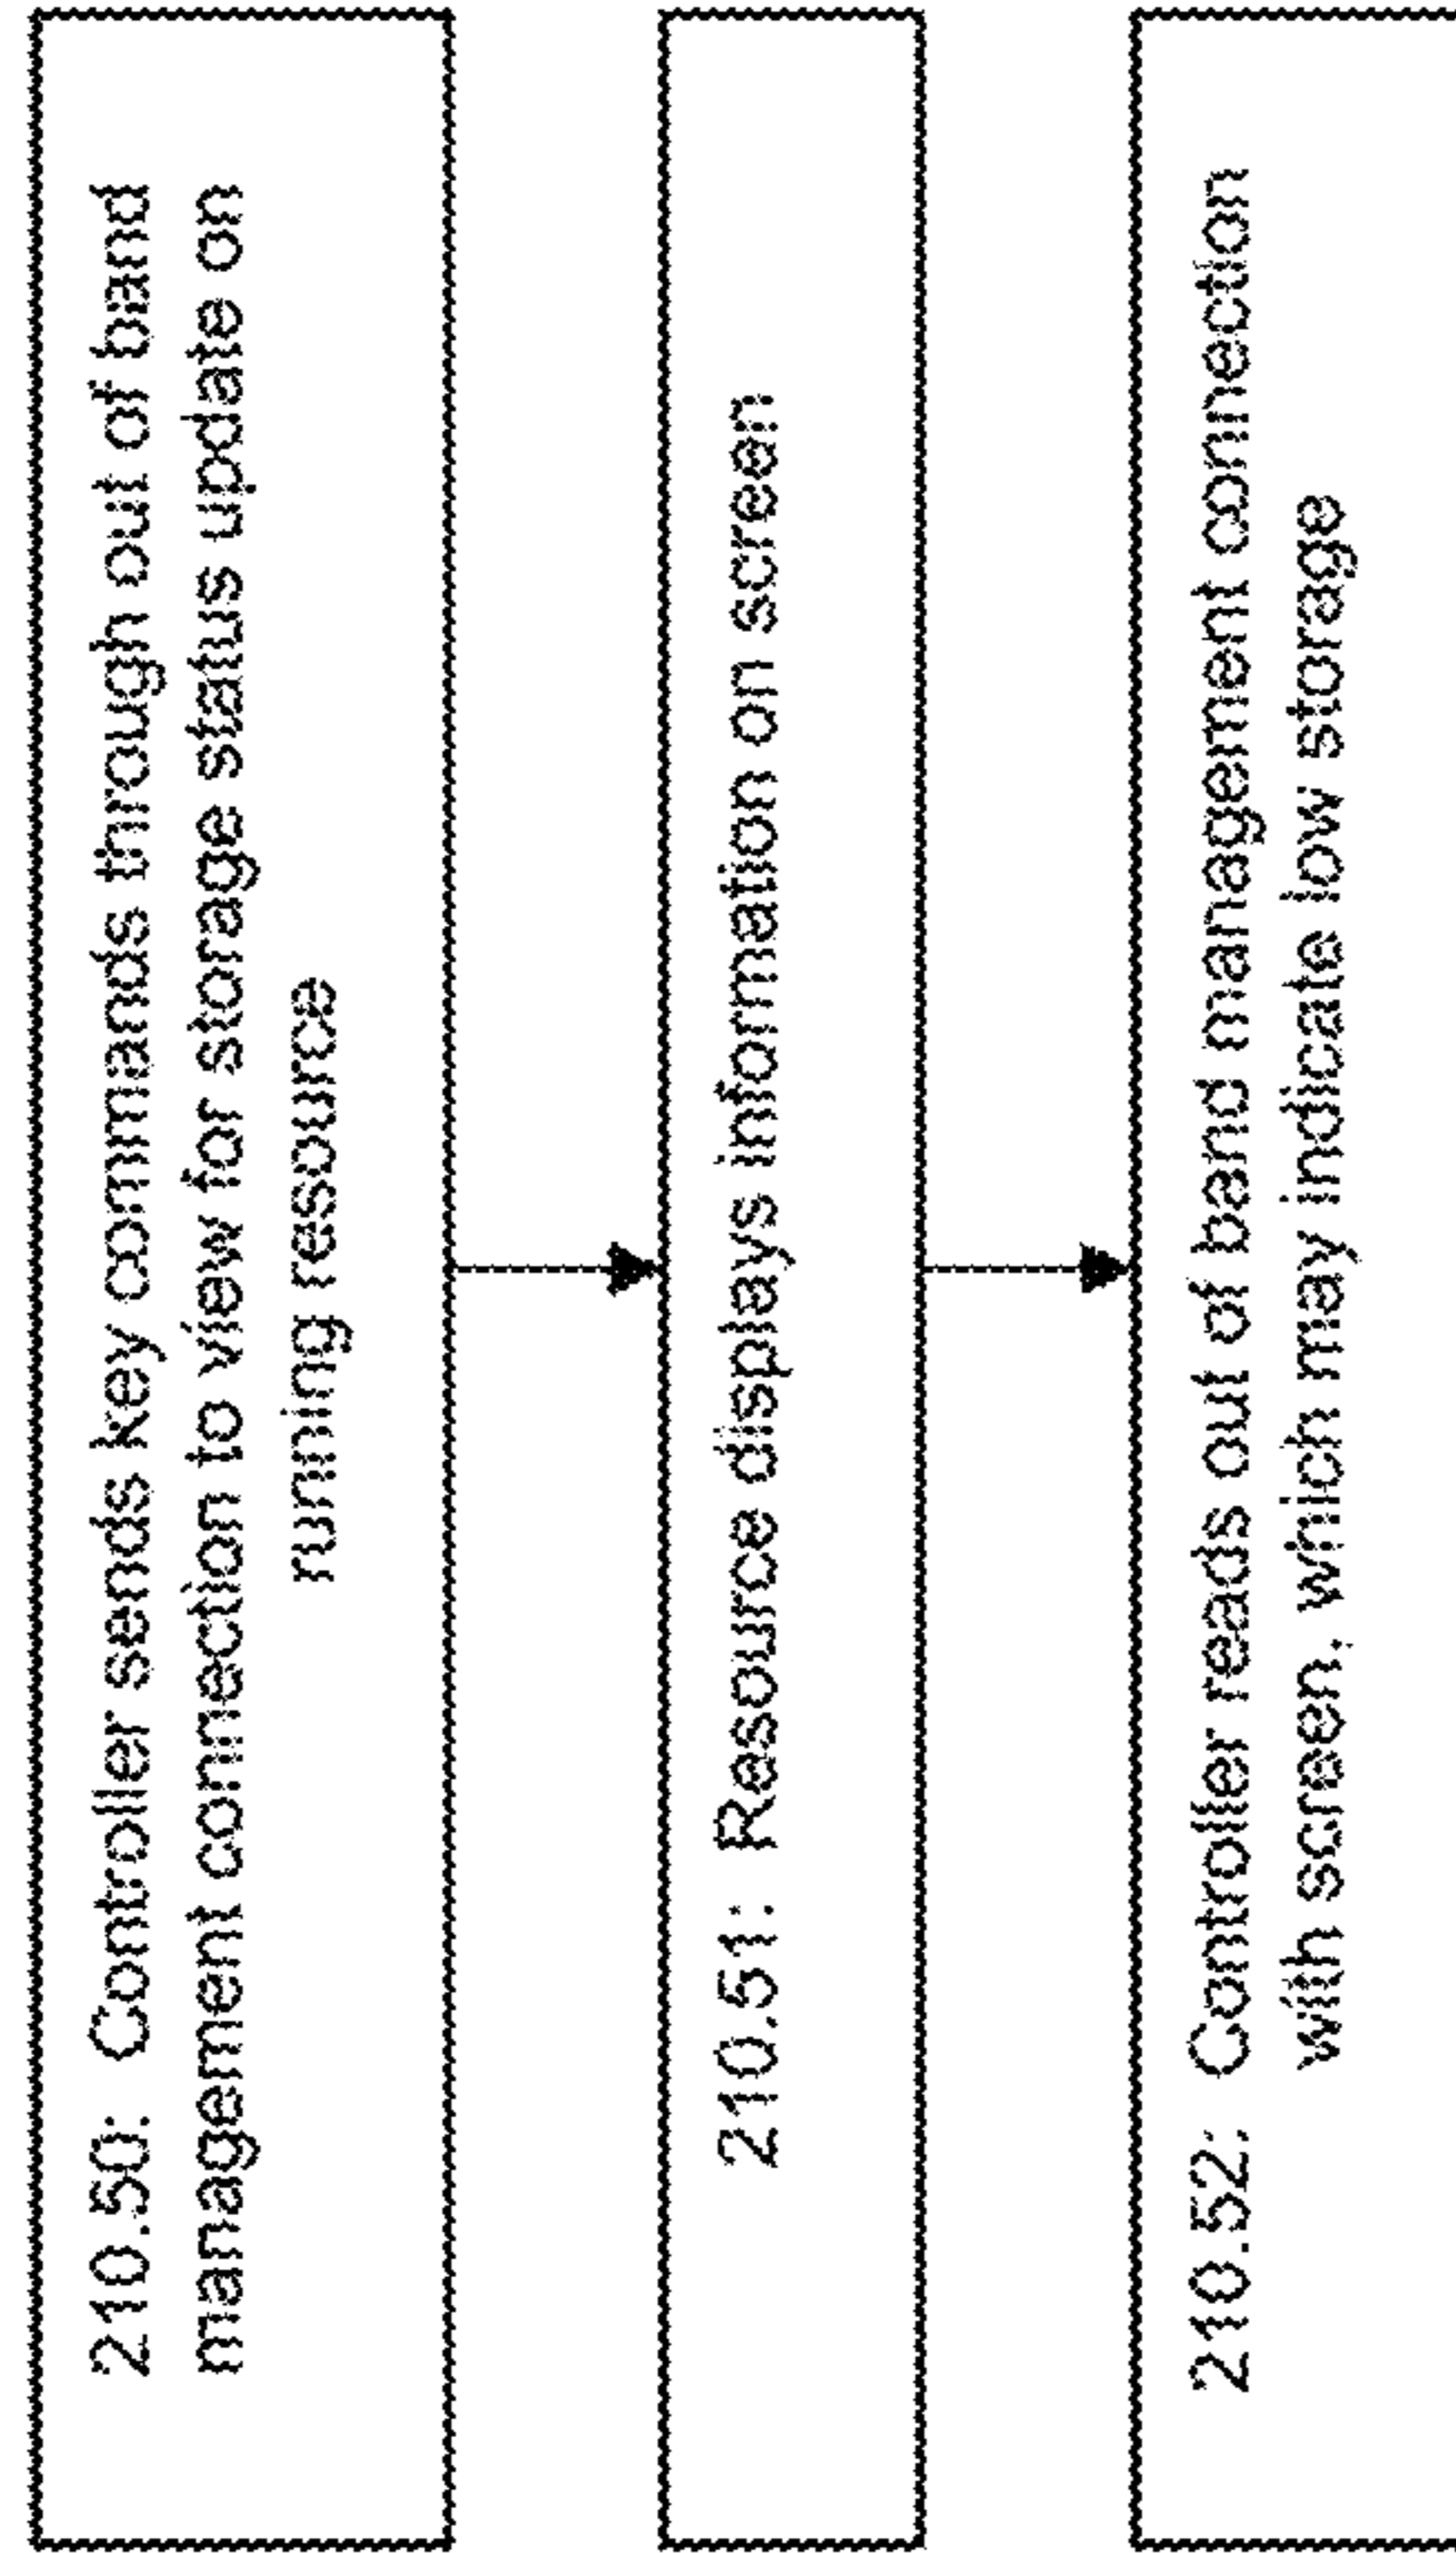 210.50: Controller sends key commands through out of band
management connection to view for storage status update on
running resource
210.51: Resource displays information on screen
210.52: Controller reads out of band management connection
with screen, which may indicate low storage